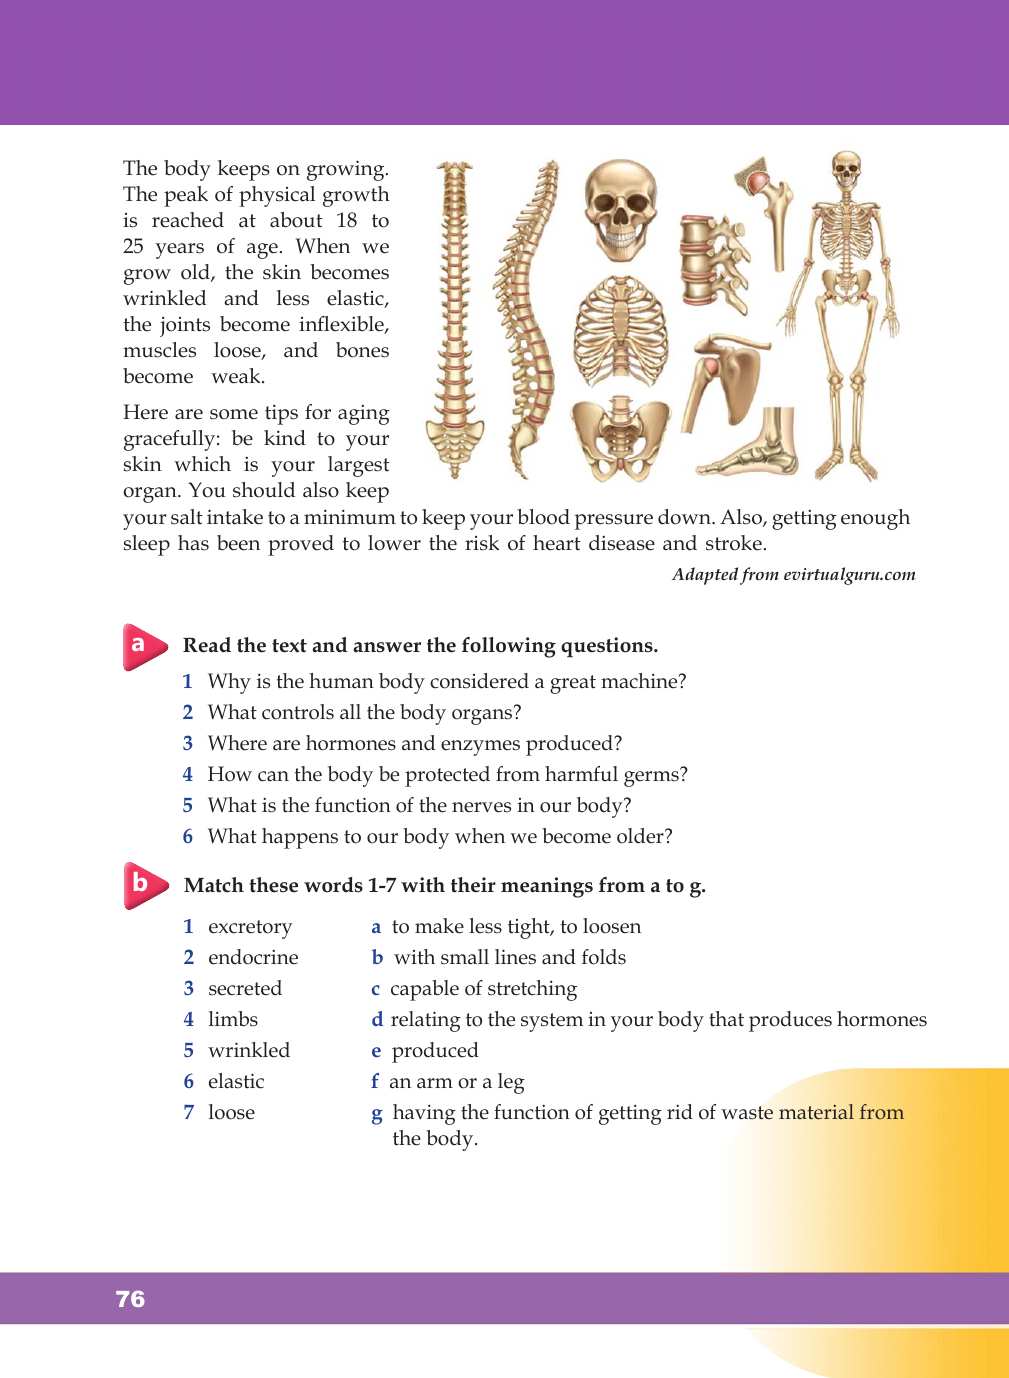 The body keeps on growing.
The peak of physical growth
is reached at about 18 to
25 years of age. When we
grow old, the skin becomes
wrinkled and less elastic,
the joints become inflexible,
muscles loose, and bones
become weak.
Here are some tips for aging
gracefully: be kind to your
skin which is your largest
organ. You should also keep
your salt intake to a minimum to keep your blood pressure down. Also, getting enough
sleep has been proved to lower the risk of heart disease and stroke.
Adapted from evirtualguru.com
a Read the text and answer the following questions.
1 Why is the human body considered a great machine?
2 What controls all the body organs?
3 Where are hormones and enzymes produced?
4 How can the body be protected from harmful germs?
5 What is the function of the nerves in our body?
6 What happens to our body when we become older?
b Match these words 1-7 with their meanings from a to g.
1 excretory a to make less tight, to loosen
2 endocrine b with small lines and folds
3 secreted c capable of stretching
4 limbs d relating to the system in your body that produces hormones
5 wrinkled e produced
6 elastic f an arm or a leg
7 loose g having the function of getting rid of waste material from
the body.
76